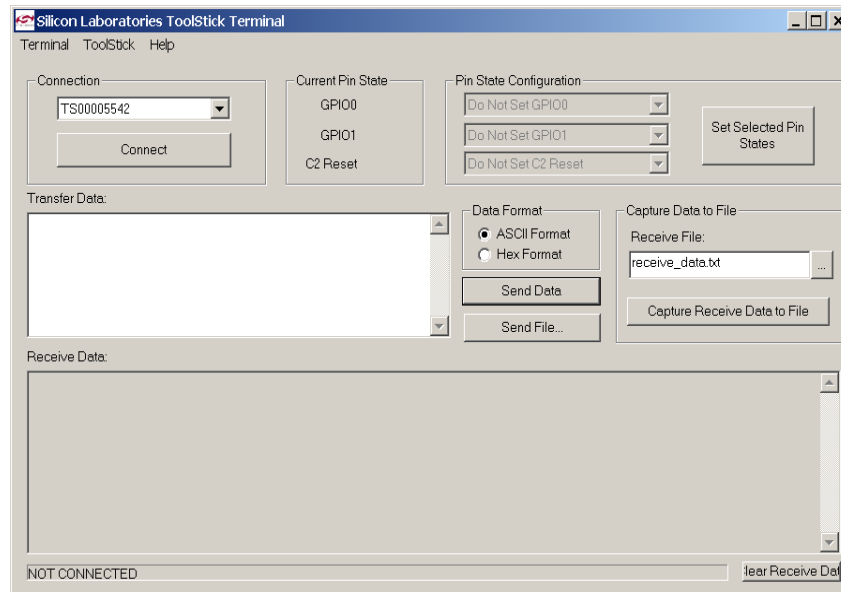 Silicon Laboratories ToolStick Terminal
Terminal ToolStick Help
Connection
TS00005542
Connect
Current Pin State
GPIO0
GPIO1
C2 Reset
Pin State Configuration
Do Not Set GPIO0
Do Not Set GPIO1
Do Not Set C2 Reset
Set Selected Pin
States
Transfer Data:
Data Format
ASCII Format
Hex Format
Send Data
Send File...
Capture Data to File
Receive File:
receive_data.txt
...
Capture Receive Data to File
Receive Data:
NOT CONNECTED
lear Receive Dat